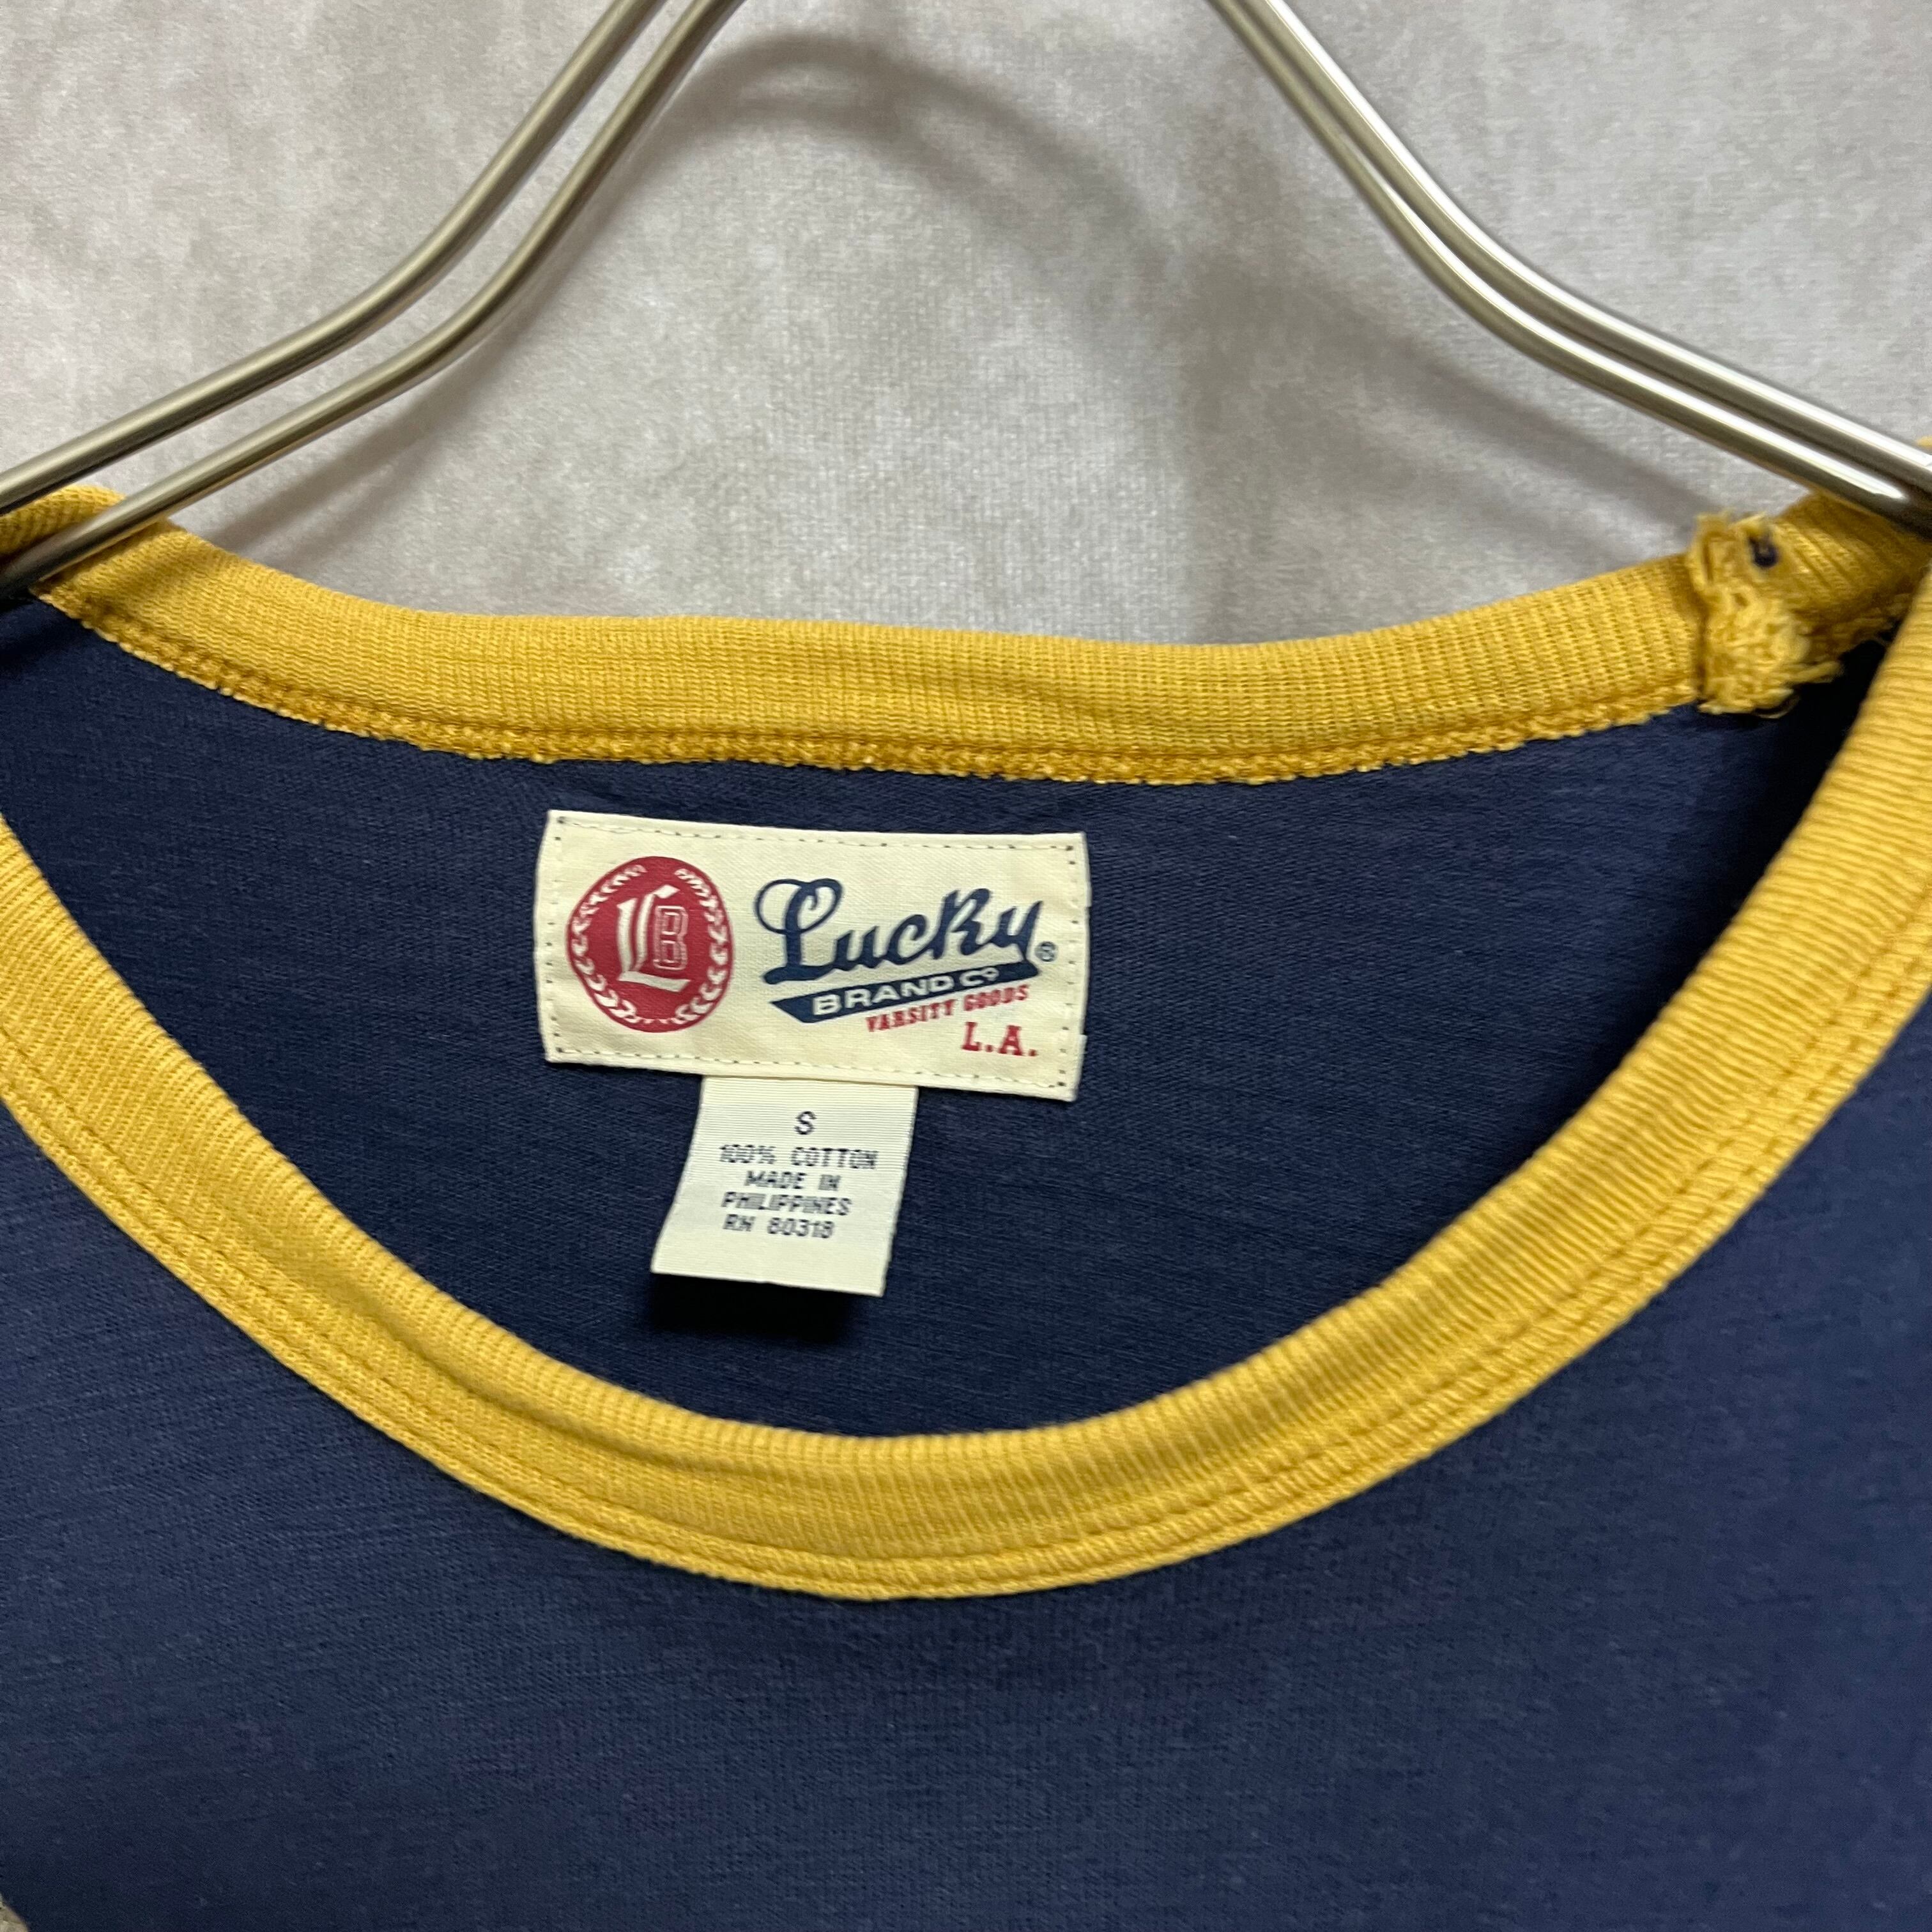 LB
Lucky®
BRAND Cº
VARSITY GOODS
L.A.
S
100% COTTON
MADE IN
PHILIPPINES
RN 80318